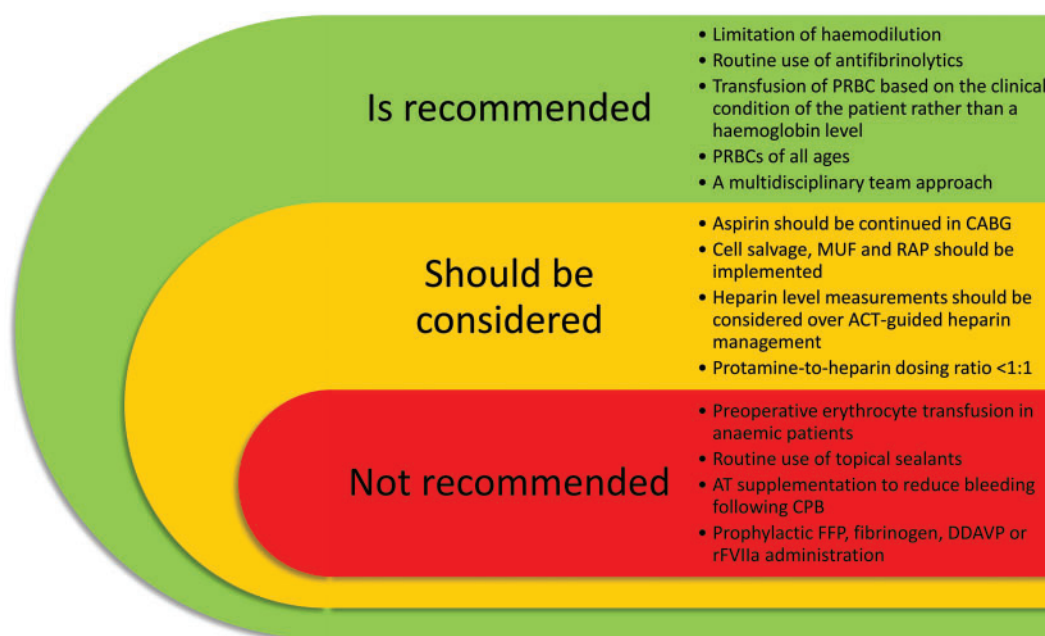 Is recommended
• Limitation of haemodilution
• Routine use of antifibrinolytics
• Transfusion of PRBC based on the clinical
condition of the patient rather than a
haemoglobin level
• PRBCs of all ages
• A multidisciplinary team approach
Should be
considered
• Aspirin should be continued in CABG
• Cell salvage, MUF and RAP should be
implemented
• Heparin level measurements should be
considered over ACT-guided heparin
management
• Protamine-to-heparin dosing ratio <1:1
Not recommended
• Preoperative erythrocyte transfusion in
anaemic patients
• Routine use of topical sealants
• AT supplementation to reduce bleeding
following CPB
• Prophylactic FFP, fibrinogen, DDAVP or
rFVIIa administration